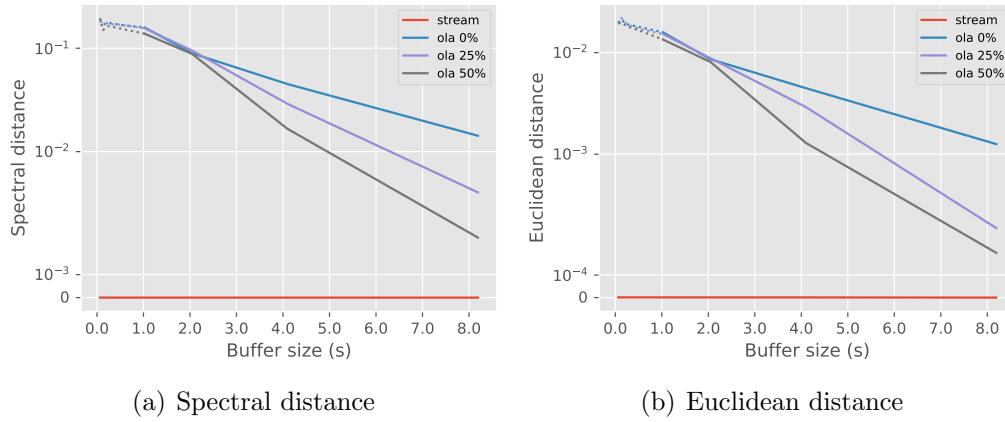 stream
ola 0%
ola 25%
ola 50%
10⁻¹
10⁻²
10⁻³
0
Spectral distance
0.0 1.0 2.0 3.0 4.0 5.0 6.0 7.0 8.0
Buffer size (s)
(a) Spectral distance
stream
ola 0%
ola 25%
ola 50%
10⁻²
10⁻³
10⁻⁴
0
Euclidean distance
0.0 1.0 2.0 3.0 4.0 5.0 6.0 7.0 8.0
Buffer size (s)
(b) Euclidean distance